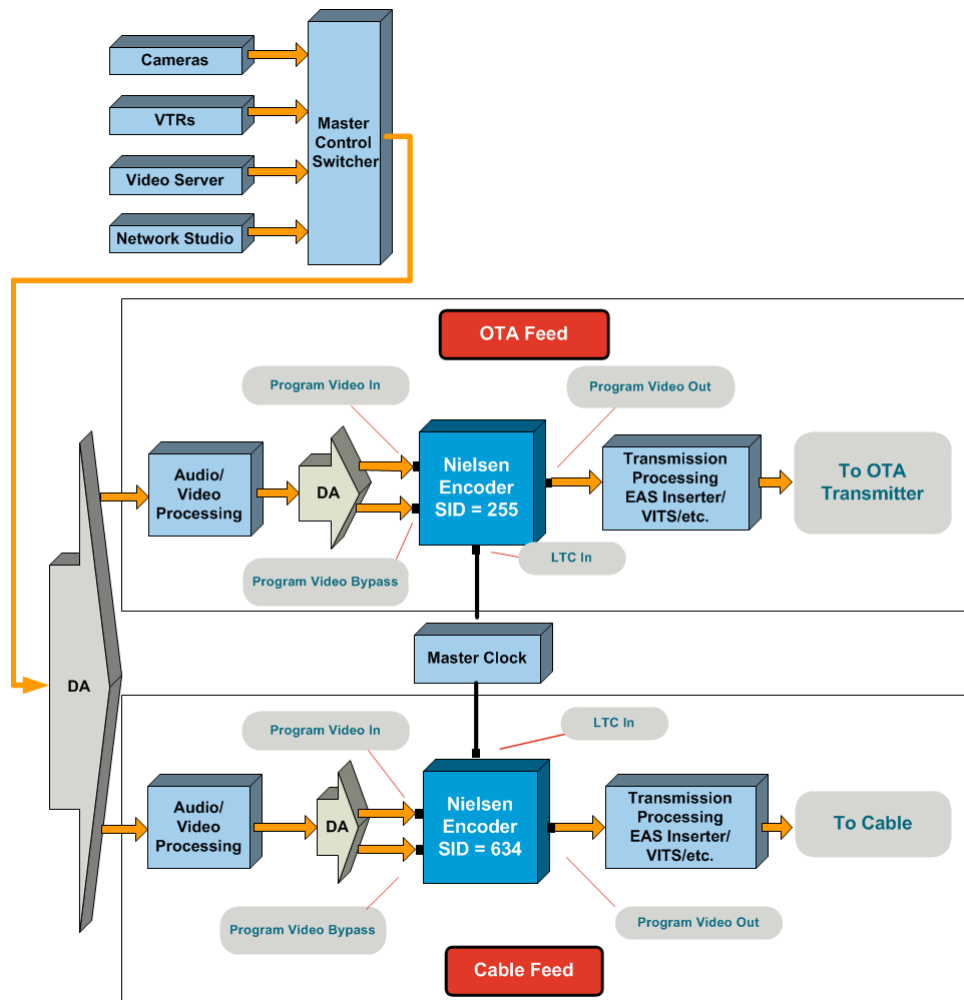 Cameras
VTRs
Video Server
Network Studio
Master
Control
Switcher
OTA Feed
Program Video In
Program Video Out
Audio/
Video
Processing
DA
Nielsen
Encoder
SID = 255
Transmission
Processing
EAS Inserter/
VITS/etc.
To OTA
Transmitter
Program Video Bypass
LTC In
Master Clock
DA
LTC In
Program Video In
Audio/
Video
Processing
DA
Nielsen
Encoder
SID = 634
Transmission
Processing
EAS Inserter/
VITS/etc.
To Cable
Program Video Bypass
Program Video Out
Cable Feed